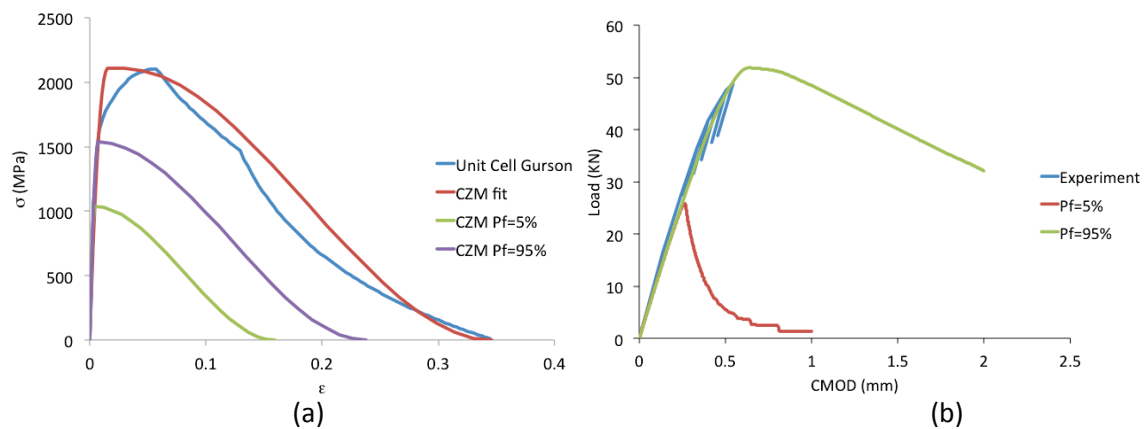 2500
2000
1500
1000
500
0
σ (MPa)
0
0.1
0.2
0.3
0.4
ε
Unit Cell Gurson
CZM fit
CZM Pf=5%
CZM Pf=95%
(a)
60
50
40
30
20
10
0
Load (KN)
0
0.5
1
1.5
2
2.5
CMOD (mm)
Experiment
Pf=5%
Pf=95%
(b)